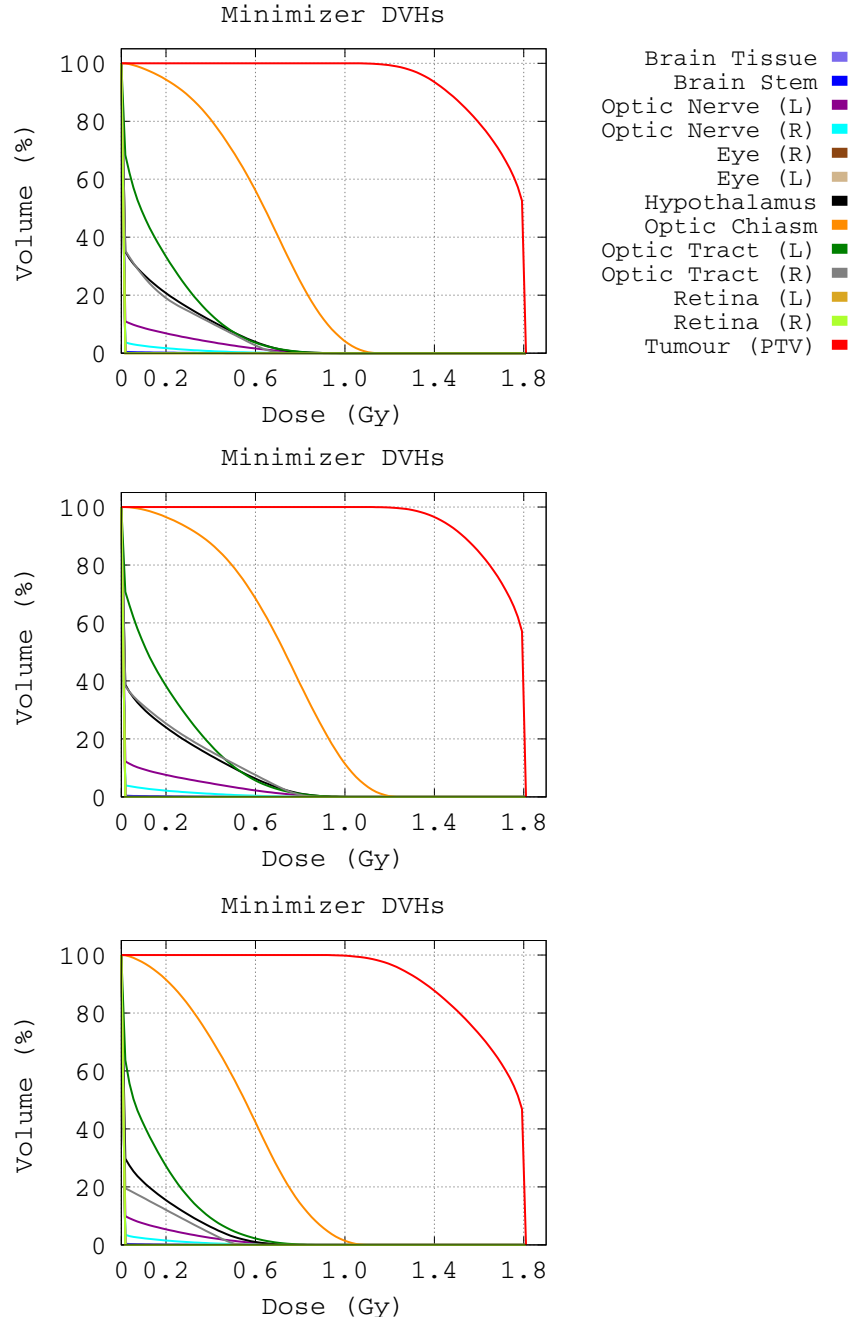 Minimizer DVHs
Volume (%)
100
80
60
40
20
0
0 0.2 0.6 1.0 1.4 1.8
Dose (Gy)
Brain Tissue
Brain Stem
Optic Nerve (L)
Optic Nerve (R)
Eye (R)
Eye (L)
Hypothalamus
Optic Chiasm
Optic Tract (L)
Optic Tract (R)
Retina (L)
Retina (R)
Tumour (PTV)
Minimizer DVHs
Volume (%)
100
80
60
40
20
0
0 0.2 0.6 1.0 1.4 1.8
Dose (Gy)
Minimizer DVHs
Volume (%)
100
80
60
40
20
0
0 0.2 0.6 1.0 1.4 1.8
Dose (Gy)